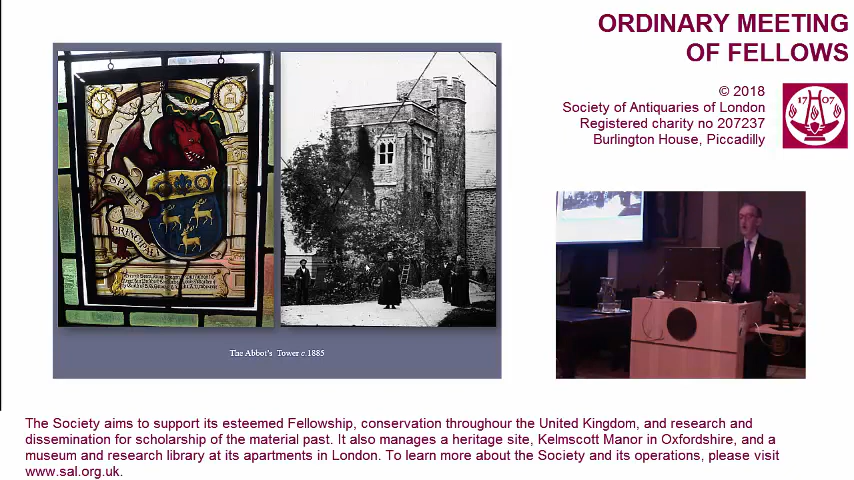 ORDINARY MEETING
OF FELLOWS
© 2018
Society of Antiquaries of London
Registered charity no 207237
Burlington House, Piccadilly
17 07
SPIRITV
PRINCIPALI
The Abbot's Tower c.1885
The Society aims to support its esteemed Fellowship, conservation throughour the United Kingdom, and research and
dissemination for scholarship of the material past. It also manages a heritage site, Kelmscott Manor in Oxfordshire, and a
museum and research library at its apartments in London. To learn more about the Society and its operations, please visit
www.sal.org.uk.